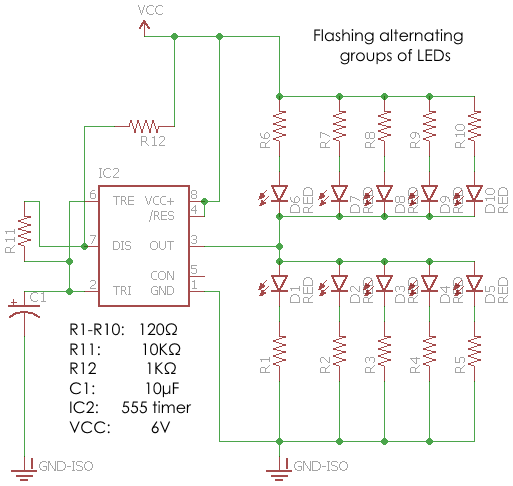 VCC
Flashing alternating
groups of LEDs
R12
R6
R7
R8
R9
R10
IC2
6 TRE VCC+ 8
/RES 4
7 DIS OUT 3
CON 5
2 TRI GND 1
D6 RED
D7 RED
D8 RED
D9 RED
D10 RED
R11
C1
D1 RED
D2 RED
D3 RED
D4 RED
D5 RED
R1
R2
R3
R4
R5
R1-R10: 120Ω
R11: 10KΩ
R12 1KΩ
C1: 10µF
IC2: 555 timer
VCC: 6V
GND-ISO
GND-ISO